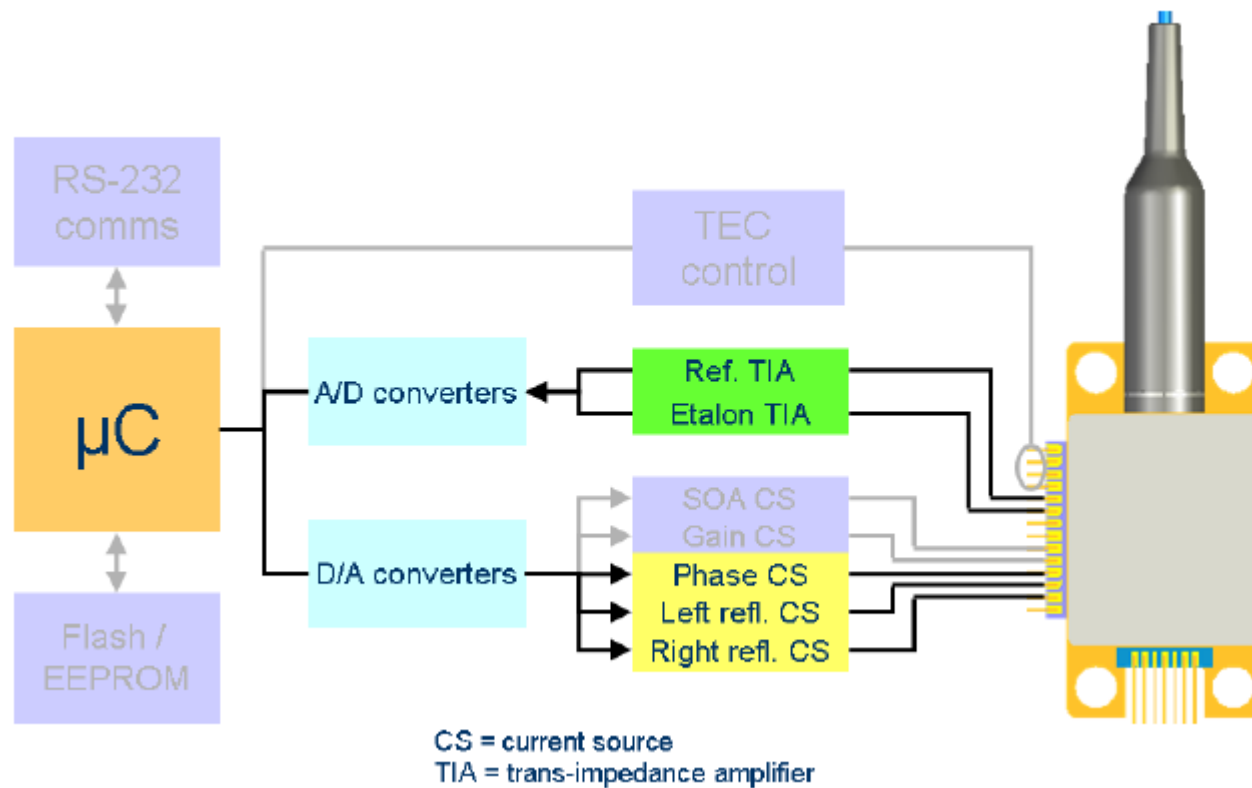 RS-232
comms
TEC
control
µC
A/D converters
Ref. TIA
Etalon TIA
SOA CS
Gain CS
D/A converters
Phase CS
Left refl. CS
Right refl. CS
Flash /
EEPROM
CS = current source
TIA = trans-impedance amplifier